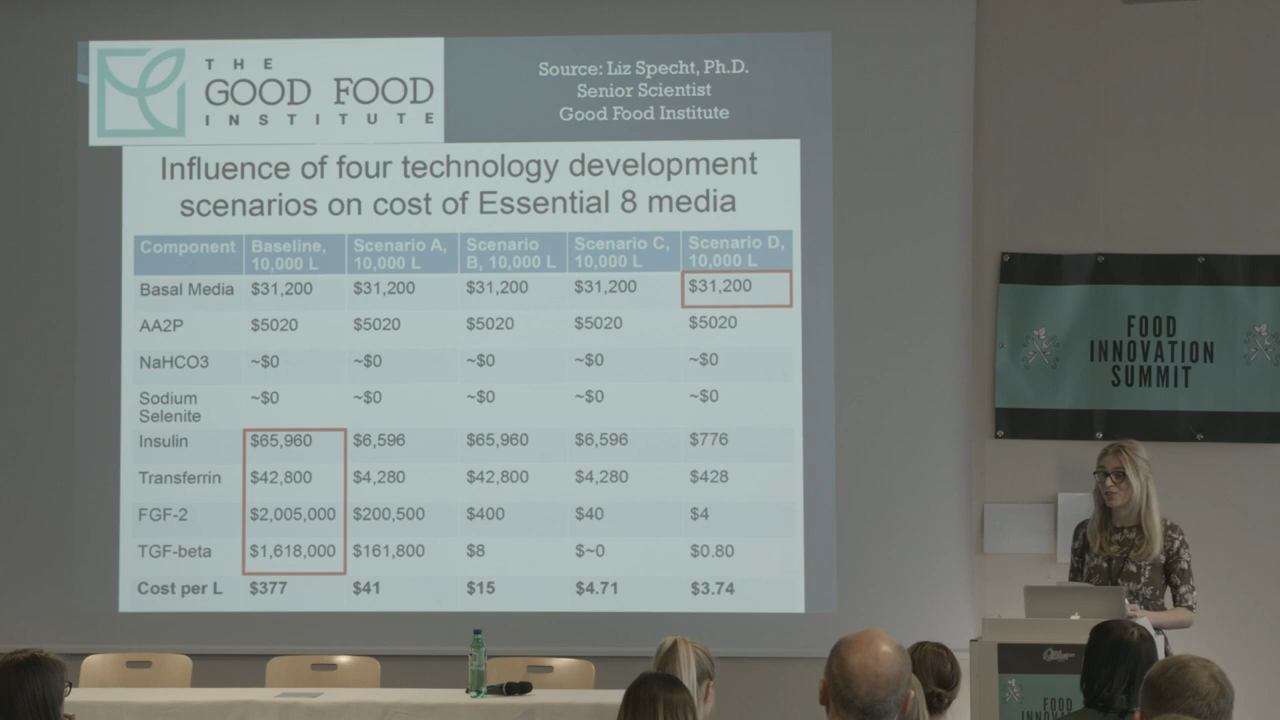 THE
GOOD FOOD
INSTITUTE
Source: Liz Specht, Ph.D.
Senior Scientist
Good Food Institute
Influence of four technology development
scenarios on cost of Essential 8 media
Component Baseline, 10,000 L Scenario A, 10,000 L Scenario B, 10,000 L Scenario C, 10,000 L Scenario D, 10,000 L
Basal Media $31,200 $31,200 $31,200 $31,200 $31,200
AA2P $5020 $5020 $5020 $5020 $5020
NaHCO3 ~$0 ~$0 ~$0 ~$0 ~$0
Sodium Selenite ~$0 ~$0 ~$0 ~$0 ~$0
Insulin $65,960 $6,596 $65,960 $6,596 $776
Transferrin $42,800 $4,280 $42,800 $4,280 $428
FGF-2 $2,005,000 $200,500 $400 $40 $4
TGF-beta $1,618,000 $161,800 $8 $~0 $0.80
Cost per L $377 $41 $15 $4.71 $3.74
FOOD
INNOVATION
SUMMIT
FOOD